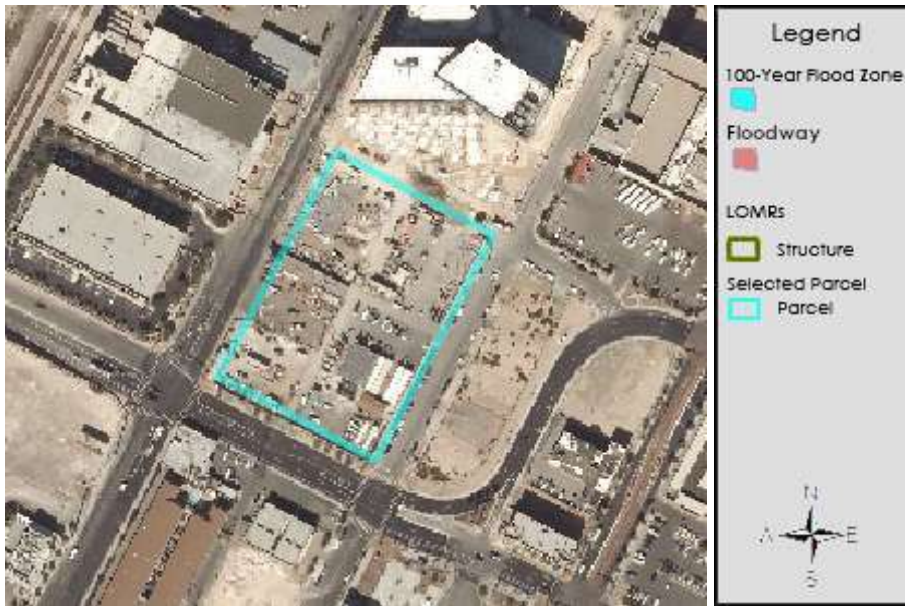 Legend
100-Year Flood Zone
Floodway
LOMRs
Structure
Selected Parcel
Parcel
N
E
S